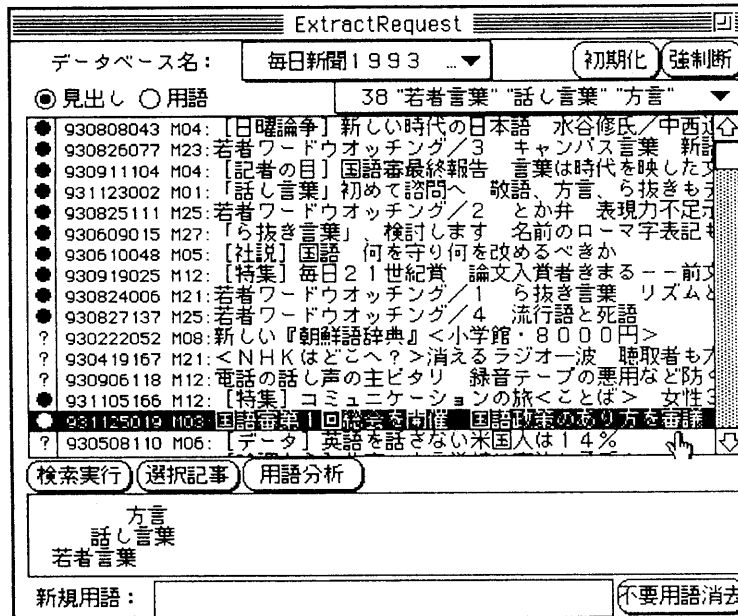 ExtractRequest
データベース名： 毎日新聞１９９３ …▼ 初期化 強制断
見出し 用語 38 "若者言葉" "話し言葉" "方言" ▼
930808043 M04: [日曜論争] 新しい時代の日本語 水谷修氏／中西
930826077 M23:若者ワードウオッチング／３ キャンパス言葉 新
930911104 M04: [記者の目] 国語審最終報告 言葉は時代を映した
931123002 M01:「話し言葉」初めて諮問へ 敬語、方言、ら抜きも
930825111 M25:若者ワードウオッチング／２ とか弁 表現力不足
930609015 M27:「ら抜き言葉」、検討します 名前のローマ字表記も
930610048 M05: [社説] 国語 何を守り何を改めるべきか
930919025 M12: [特集] 毎日２１世紀賞 論文入賞者きまる－－前文
930824006 M21:若者ワードウオッチング／１ ら抜き言葉 リズムと
930827137 M25:若者ワードウオッチング／４ 流行語と死語
? 930222052 M08:新しい『朝鮮語辞典』＜小学館・８０００円＞
? 930419167 M21:＜ＮＨＫはどこへ？＞消えるラジオ一波 聴取者も
? 930906118 M12:電話の話し声の主ピタリ 録音テープの悪用など防
931105166 M12: [特集] コミュニケーションの旅＜ことば＞ 女性
931125019 M03:国語審第１回総会を開催 国語政策のあり方を審議
? 930508110 M06: [データ] 英語を話さない米国人は１４％
検索実行 選択記事 用語分析
方言
話し言葉
若者言葉
新規用語： 不要用語消去